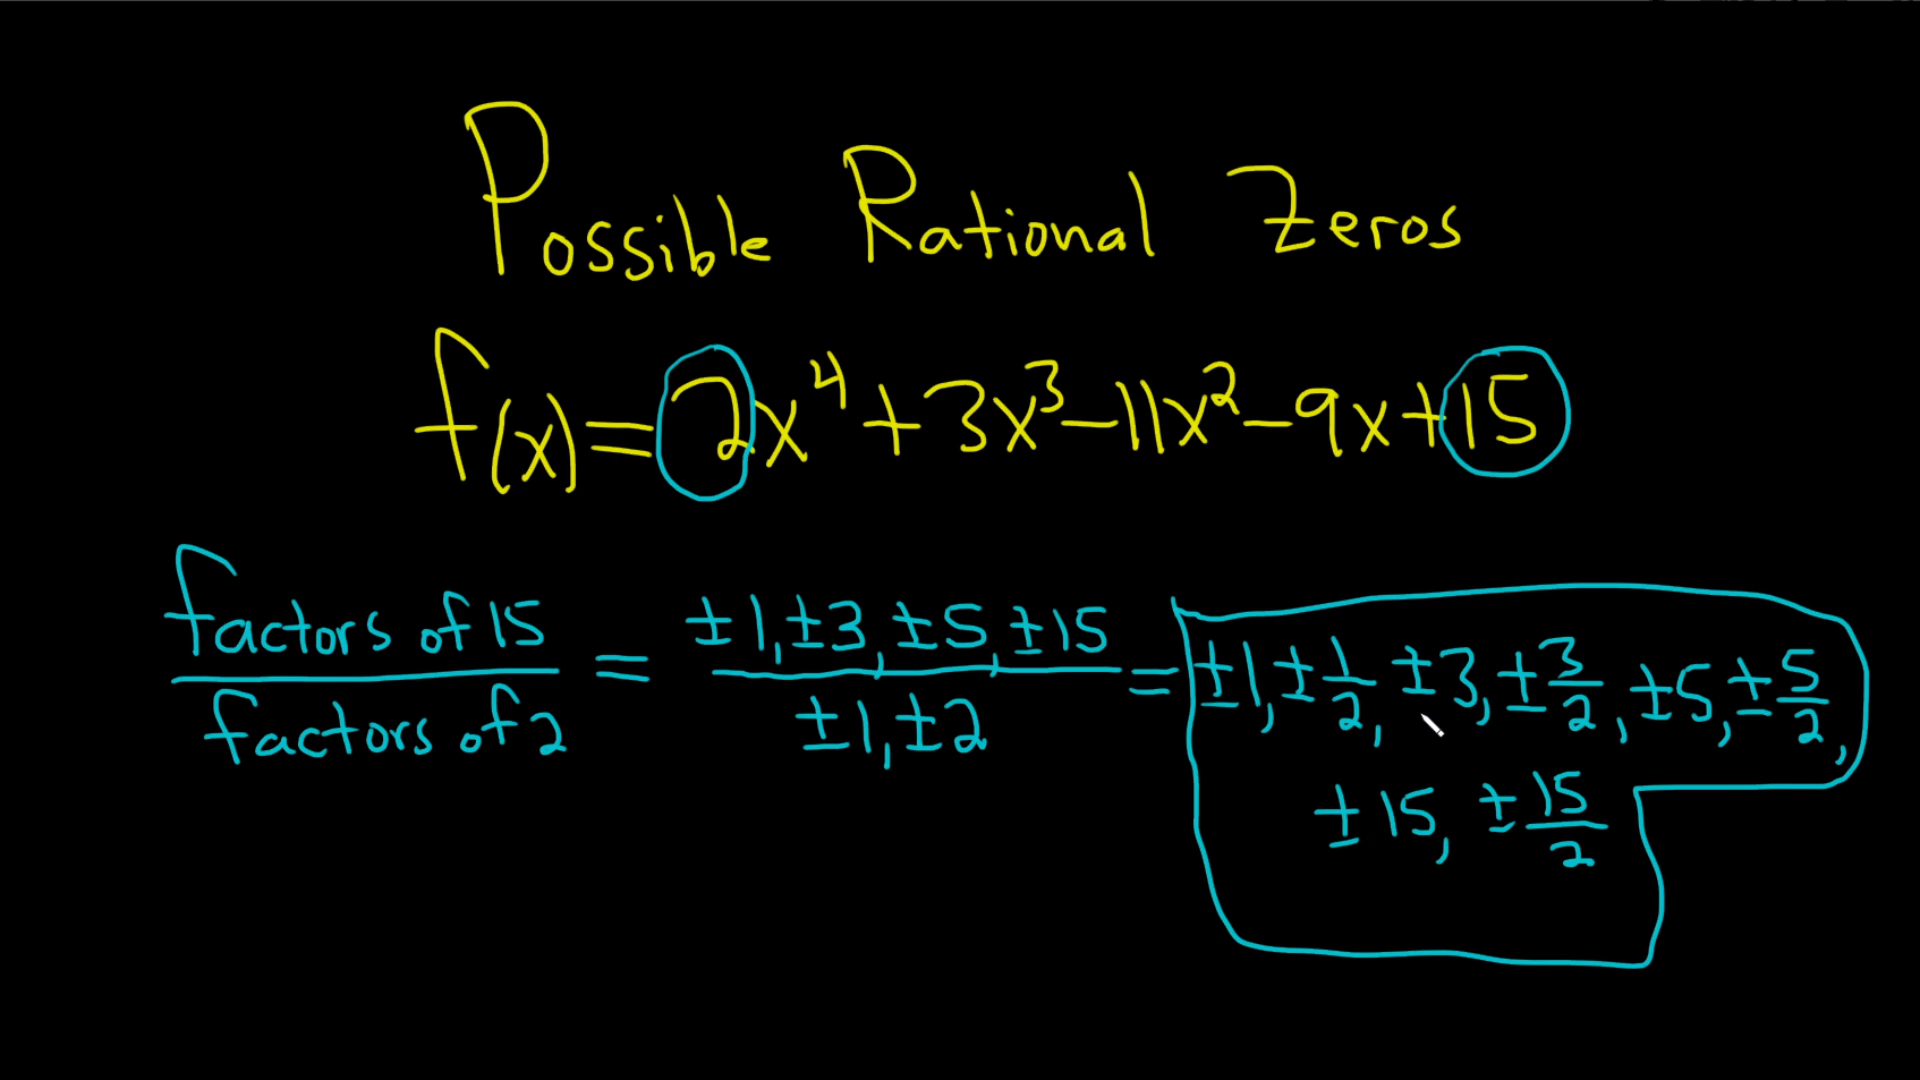 Possible Rational Zeros
f(x) = 2x⁴ + 3x³ - 11x² - 9x + 15
factors of 15 / factors of 2 = ±1, ±3, ±5, ±15 / ±1, ±2 = ±1, ±1/2, ±3, ±3/2, ±5, ±5/2,
±15, ±15/2